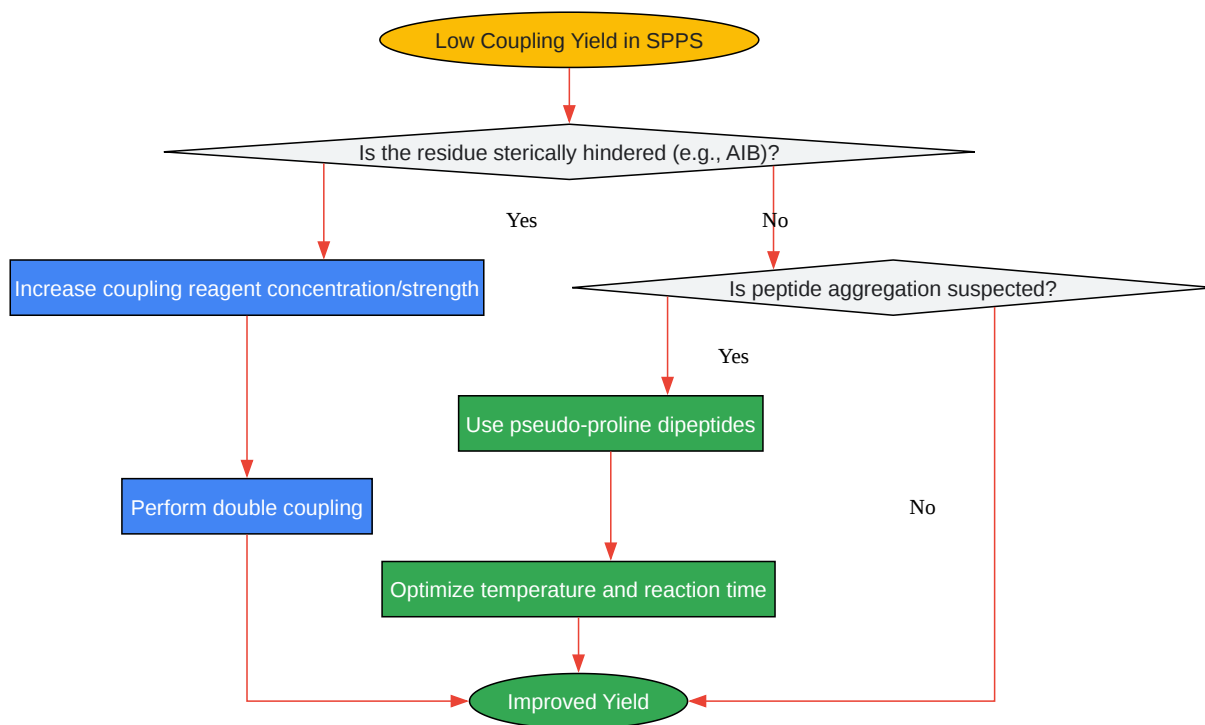 Low Coupling Yield in SPPS
Is the residue sterically hindered (e.g., AIB)?
Yes
No
Increase coupling reagent concentration/strength
Is peptide aggregation suspected?
Yes
Use pseudo-proline dipeptides
Perform double coupling
No
Optimize temperature and reaction time
Improved Yield